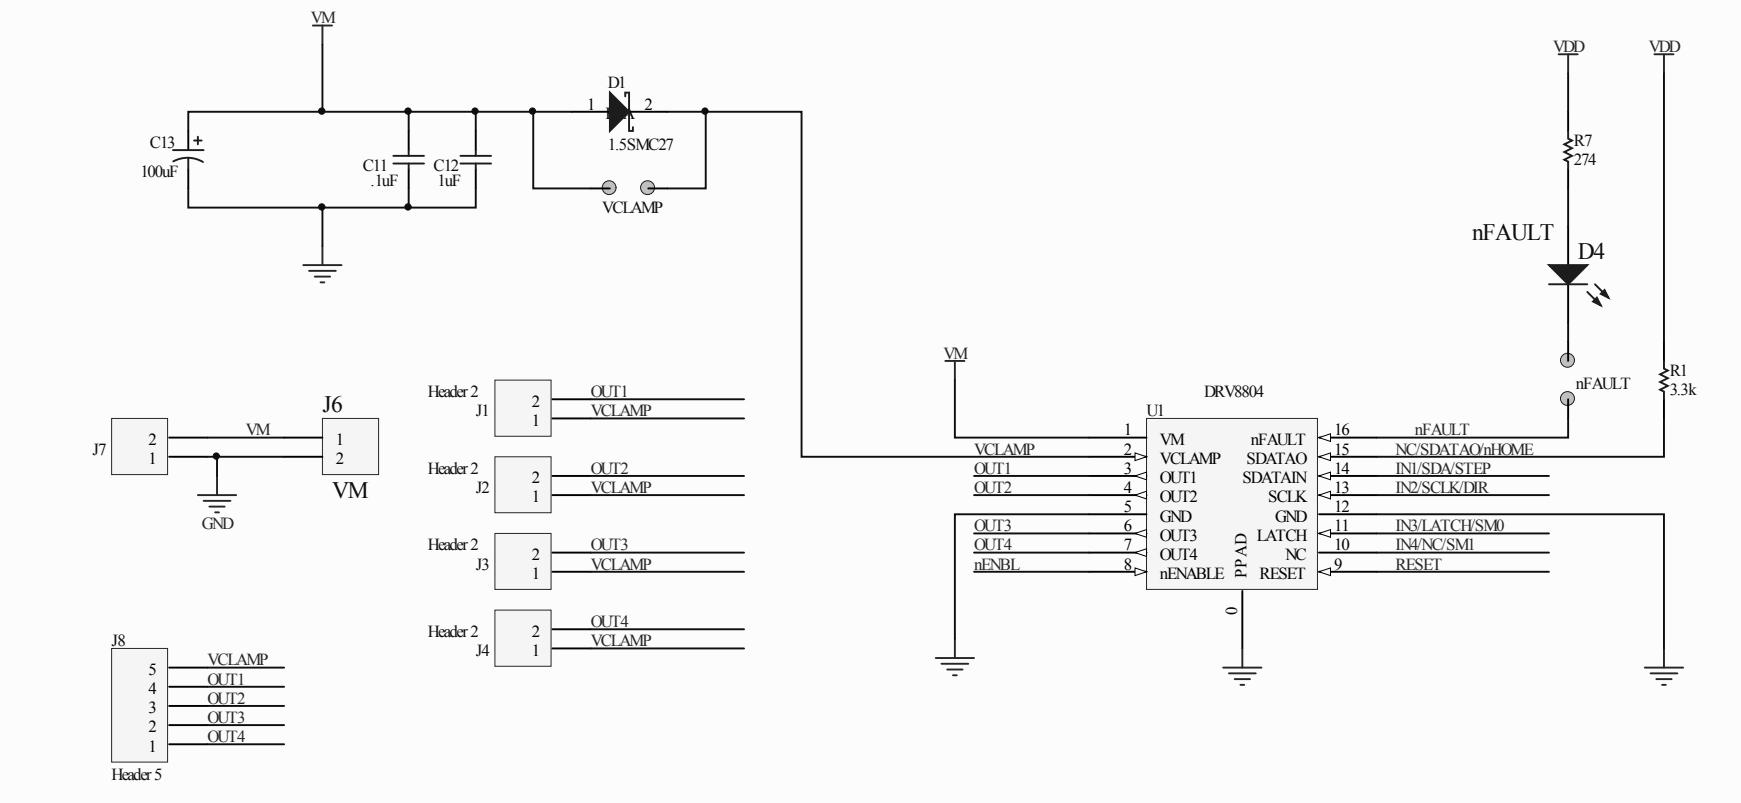 VM
VDD
VDD
D1
1
2
1.5SMC27
C13
+
100uF
C11
.1uF
C12
1uF
VCLAMP
R7
274
nFAULT
D4
nFAULT
R1
3.3k
VM
DRV8804
U1
1 VM
VCLAMP 2 VCLAMP
OUT1 3 OUT1
OUT2 4 OUT2
5 GND
OUT3 6 OUT3
OUT4 7 OUT4
nENBL 8 nENABLE
nFAULT 16 nFAULT
SDATAO 15 NC/SDATAO/nHOME
SDATAIN 14 IN1/SDA/STEP
SCLK 13 IN2/SCLK/DIR
GND 12
LATCH 11 IN3/LATCH/SM0
NC 10 IN4/NC/SM1
RESET 9 RESET
PPAD
0
J7
2
1
VM
J6
1
2
VM
GND
Header 2
J1
2 OUT1
1 VCLAMP
Header 2
J2
2 OUT2
1 VCLAMP
Header 2
J3
2 OUT3
1 VCLAMP
Header 2
J4
2 OUT4
1 VCLAMP
J8
5 VCLAMP
4 OUT1
3 OUT2
2 OUT3
1 OUT4
Header 5